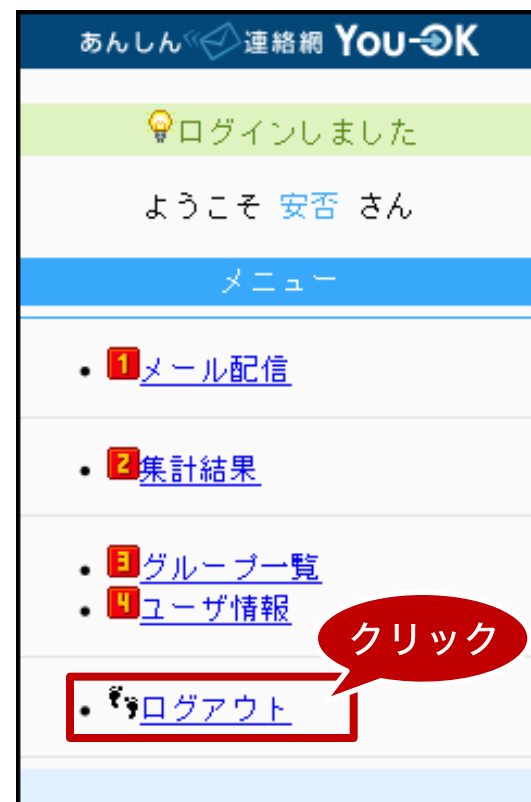 あんしん連絡網 You-OK
ログインしました
ようこそ 安否 さん
メニュー
1メール配信
2集計結果
3グループ一覧
4ユーザ情報
クリック
ログアウト